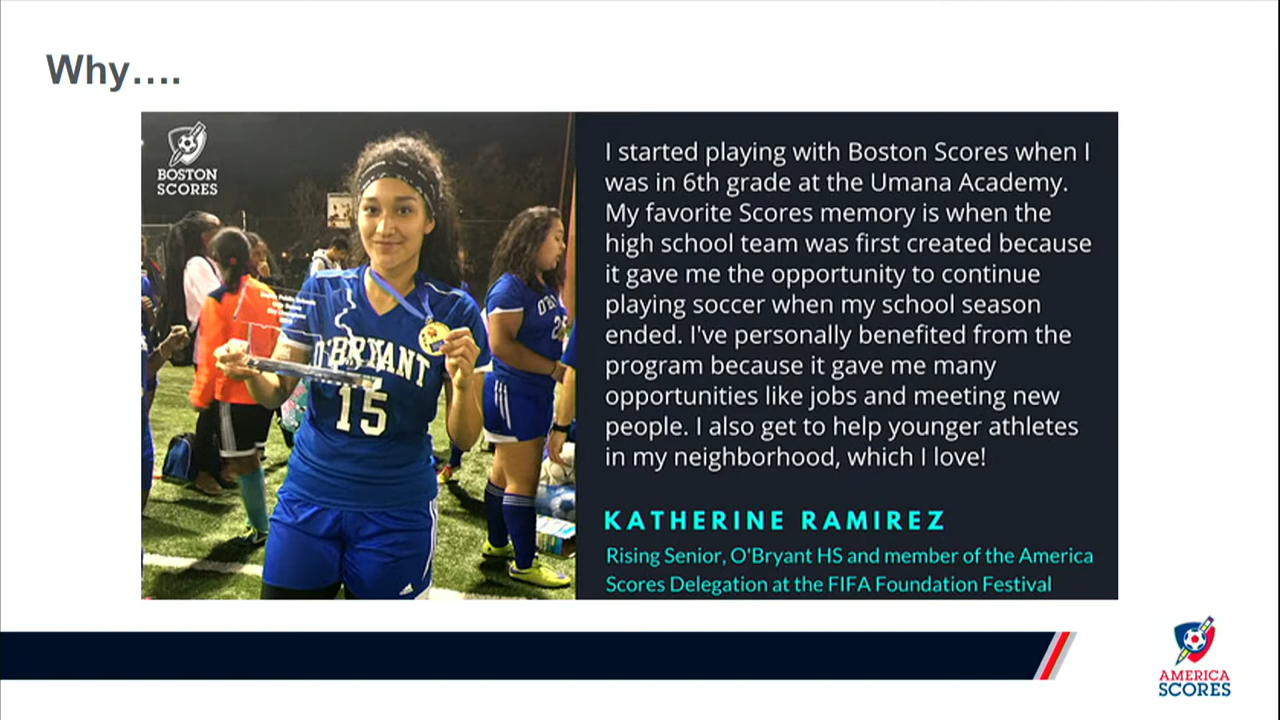 Why....
BOSTON
SCORES
O'BRYANT
15
O'B
I started playing with Boston Scores when I
was in 6th grade at the Umana Academy.
My favorite Scores memory is when the
high school team was first created because
it gave me the opportunity to continue
playing soccer when my school season
ended. I've personally benefited from the
program because it gave me many
opportunities like jobs and meeting new
people. I also get to help younger athletes
in my neighborhood, which I love!
KATHERINE RAMIREZ
Rising Senior, O'Bryant HS and member of the America
Scores Delegation at the FIFA Foundation Festival
AMERICA
SCORES